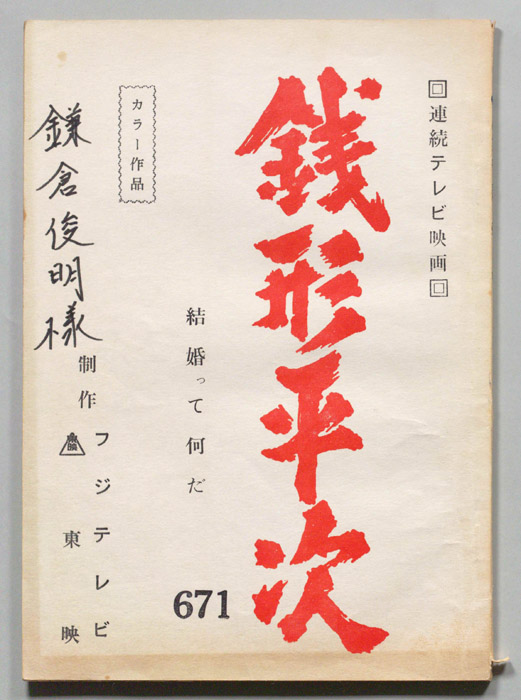 回連続テレビ映画回
銭形平次
結婚って何だ
671
カラー作品
鎌倉俊明様
制作
フジテレビ
東映